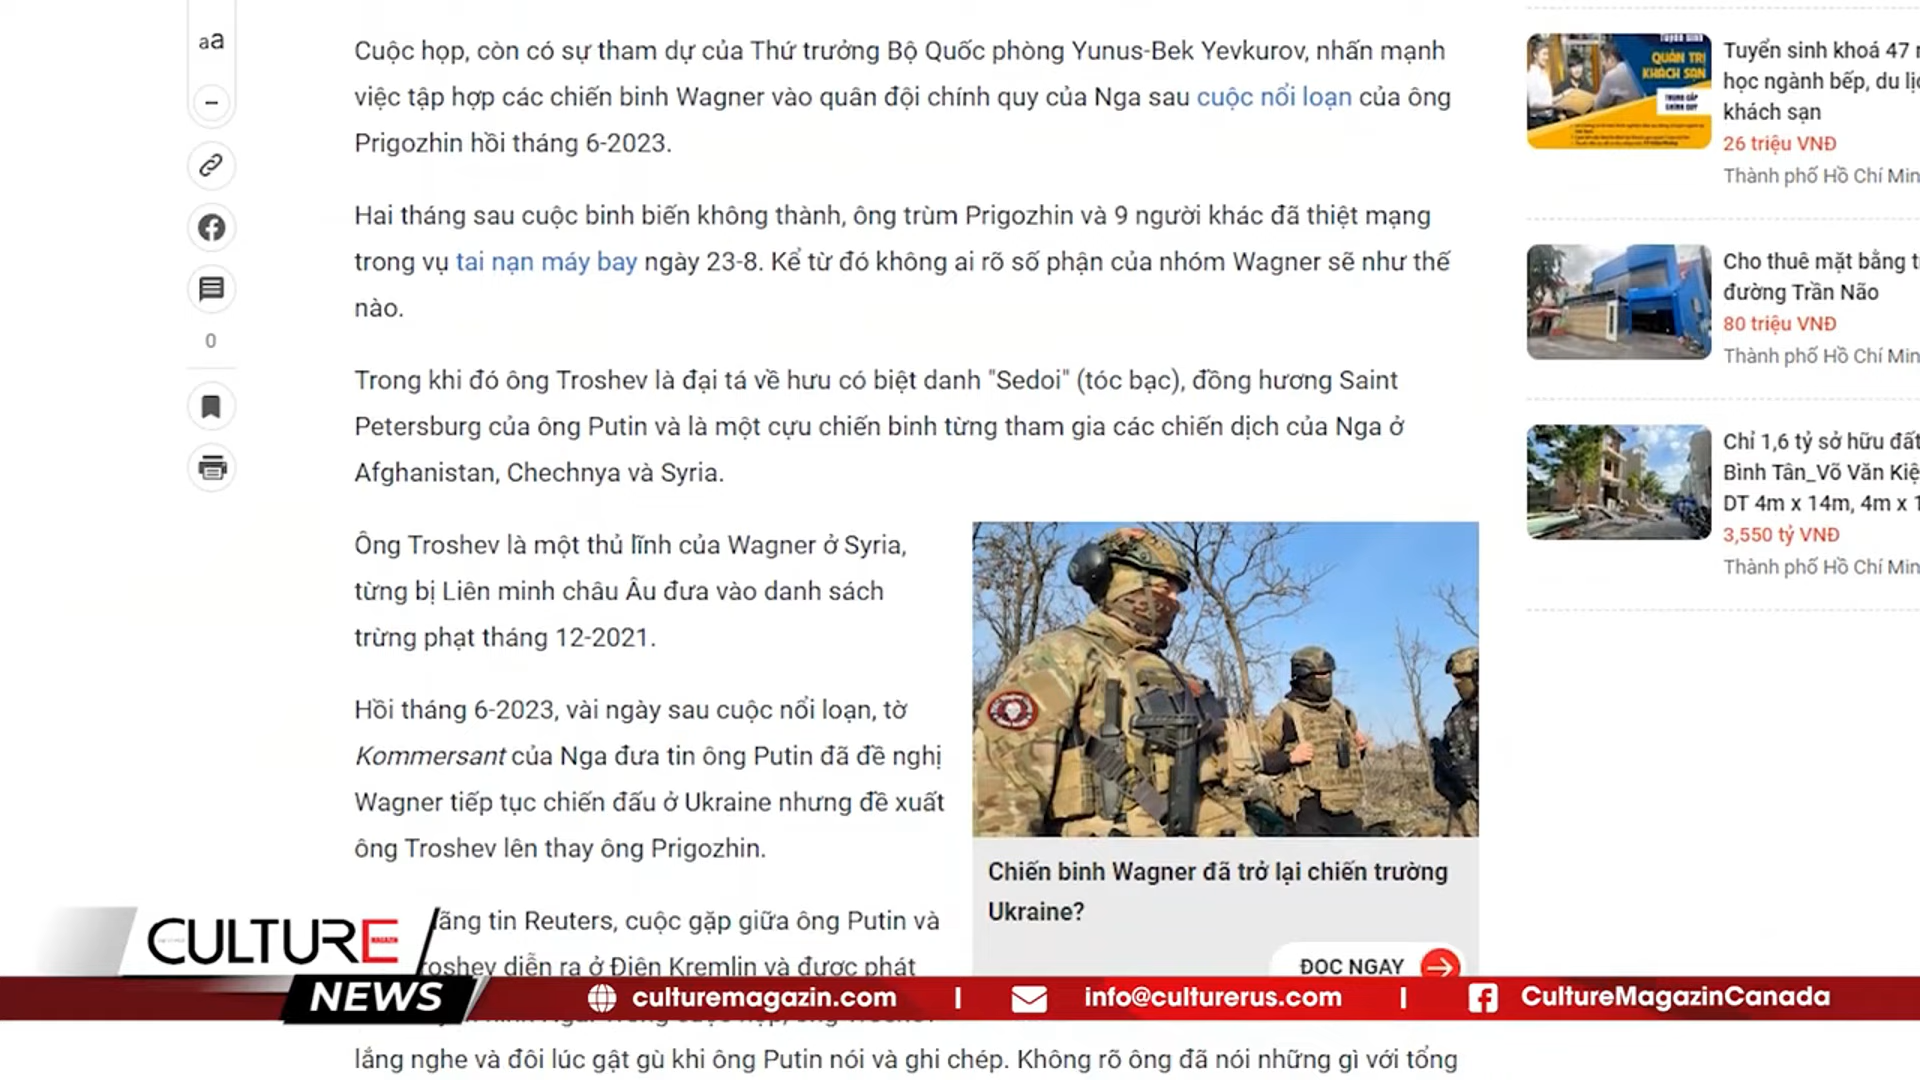 aA
Cuộc họp, còn có sự tham dự của Thứ trưởng Bộ Quốc phòng Yunus-Bek Yevkurov, nhấn mạnh
việc tập hợp các chiến binh Wagner vào quân đội chính quy của Nga sau cuộc nổi loạn của ông
Prigozhin hồi tháng 6-2023.
Hai tháng sau cuộc binh biến không thành, ông trùm Prigozhin và 9 người khác đã thiệt mạng
trong vụ tai nạn máy bay ngày 23-8. Kể từ đó không ai rõ số phận của nhóm Wagner sẽ như thế
nào.
0
Trong khi đó ông Troshev là đại tá về hưu có biệt danh "Sedoi" (tóc bạc), đồng hương Saint
Petersburg của ông Putin và là một cựu chiến binh từng tham gia các chiến dịch của Nga ở
Afghanistan, Chechnya và Syria.
Ông Troshev là một thủ lĩnh của Wagner ở Syria,
từng bị Liên minh châu Âu đưa vào danh sách
trừng phạt tháng 12-2021.
Hồi tháng 6-2023, vài ngày sau cuộc nổi loạn, tờ
Kommersant của Nga đưa tin ông Putin đã đề nghị
Wagner tiếp tục chiến đấu ở Ukraine nhưng đề xuất
ông Troshev lên thay ông Prigozhin.
tin Reuters, cuộc gặp giữa ông Putin và
diễn ra ở Điện Kremlin và được phát
lắng nghe và đôi lúc gật gù khi ông Putin nói và ghi chép. Không rõ ông đã nói những gì với tổng
Chiến binh Wagner đã trở lại chiến trường
Ukraine?
ĐỌC NGAY
QUẢN TRỊ
KHÁCH SẠN
TRUNG CẤP
CHÍNH QUY
Tuyển sinh khoá 47
học ngành bếp, du
khách sạn
26 triệu VNĐ
Thành phố Hồ Chí
Cho thuê mặt bằng
đường Trần Não
80 triệu VNĐ
Thành phố Hồ Chí
Chỉ 1,6 tỷ sở hữu
Bình Tân_Võ Văn
DT 4m x 14m, 4m x
3,550 tỷ VNĐ
Thành phố Hồ Chí
CULTURE
MAGAZIN
NEWS
culturemagazin.com | info@culturerus.com | CultureMagazinCanada